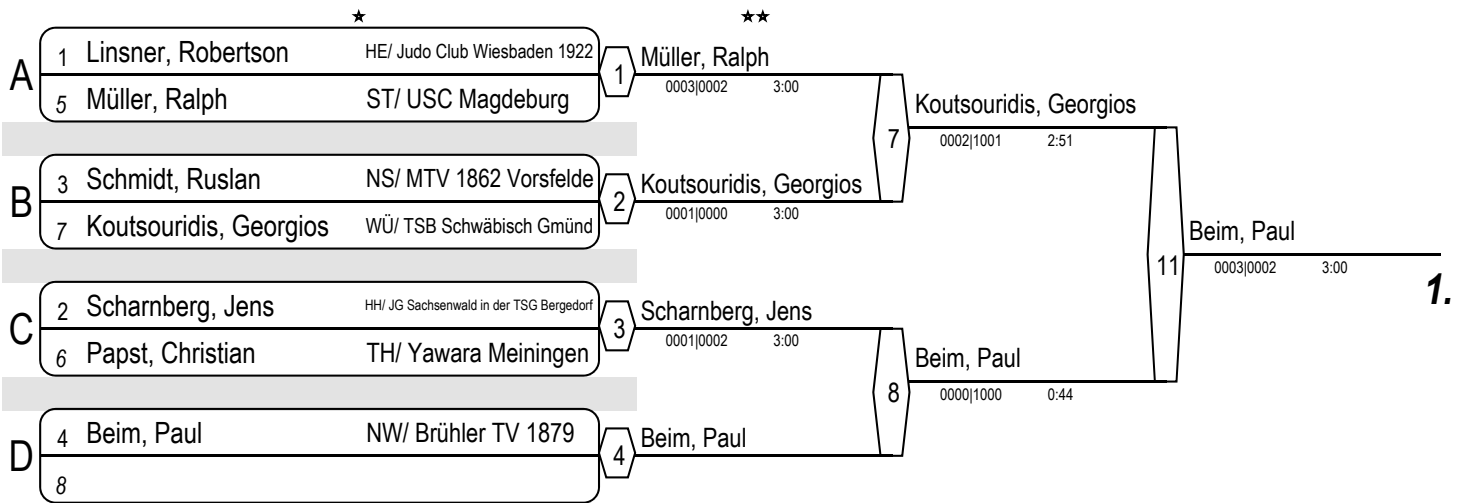 ★ ★★
A
1 Linsner, Robertson HE/ Judo Club Wiesbaden 1922
5 Müller, Ralph ST/ USC Magdeburg
1
Müller, Ralph
0003|0002 3:00
B
3 Schmidt, Ruslan NS/ MTV 1862 Vorsfelde
7 Koutsouridis, Georgios WÜ/ TSB Schwäbisch Gmünd
2
Koutsouridis, Georgios
0001|0000 3:00
7
Koutsouridis, Georgios
0002|1001 2:51
C
2 Scharnberg, Jens HH/ JG Sachsenwald in der TSG Bergedorf
6 Papst, Christian TH/ Yawara Meiningen
3
Scharnberg, Jens
0001|0002 3:00
D
4 Beim, Paul NW/ Brühler TV 1879
8
4
Beim, Paul
8
Beim, Paul
0000|1000 0:44
11
Beim, Paul
0003|0002 3:00
1.